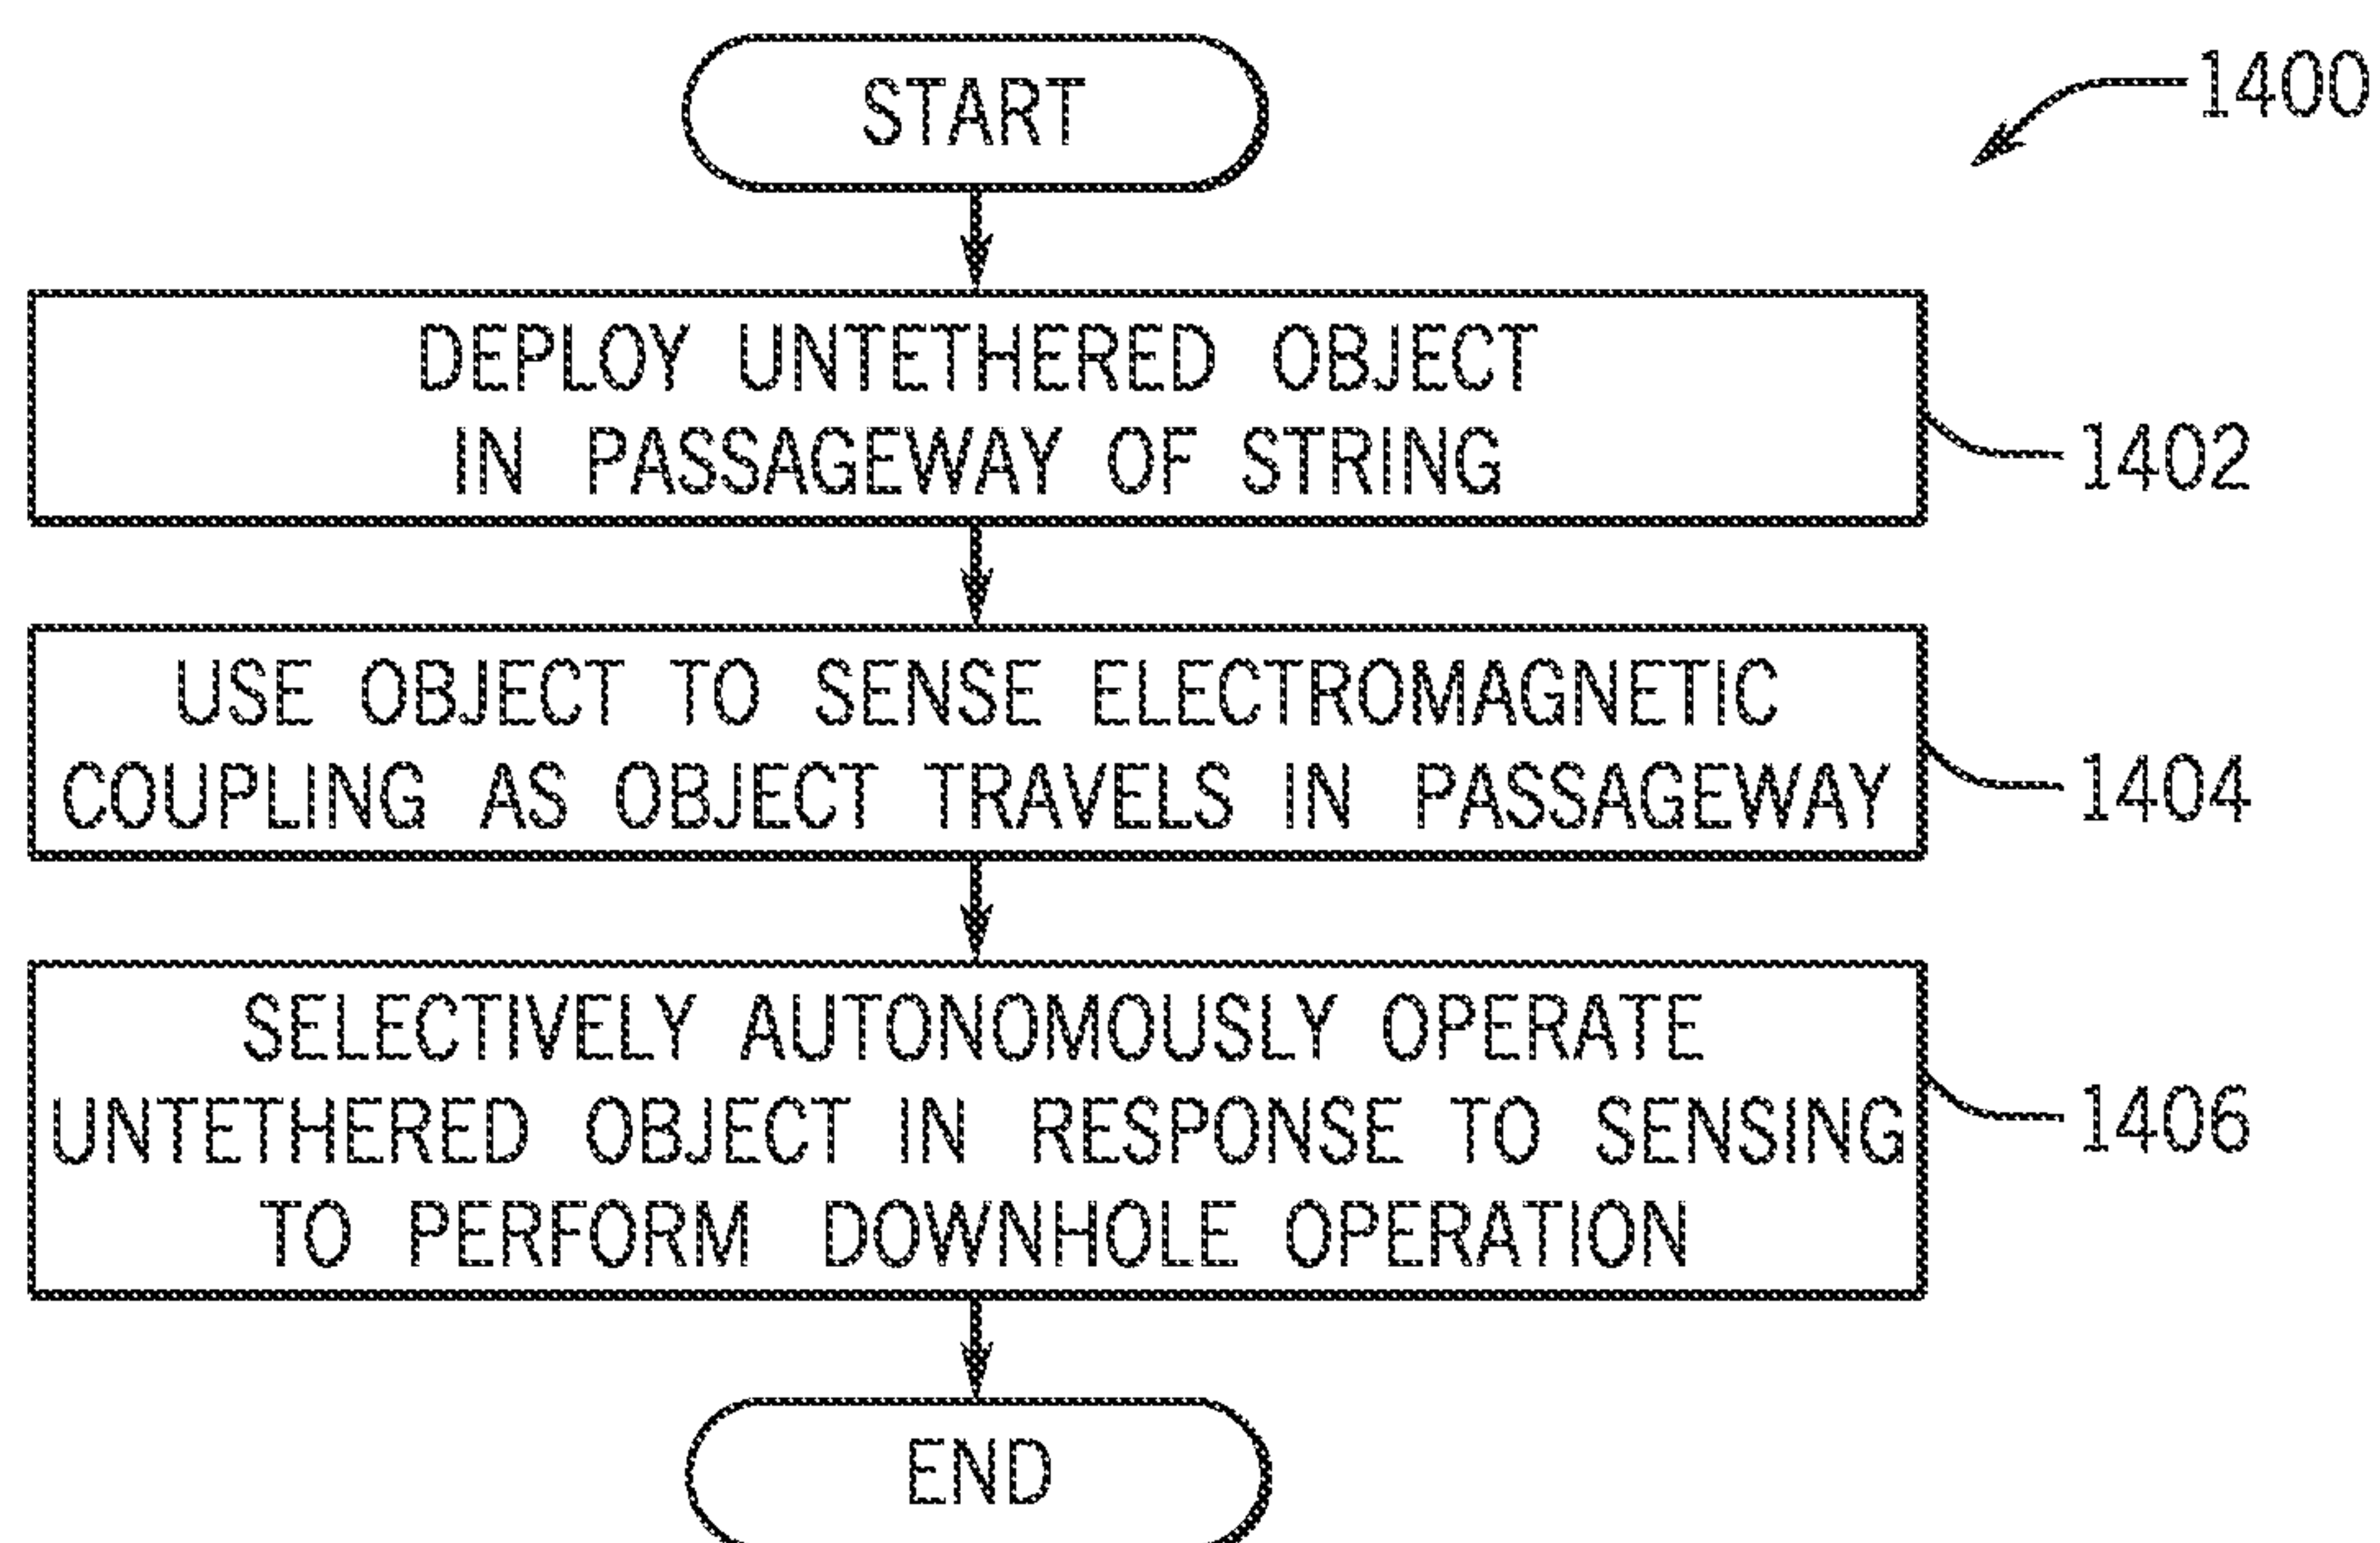 START
1400
DEPLOY UNTETHERED OBJECT
IN PASSAGEWAY OF STRING
1402
USE OBJECT TO SENSE ELECTROMAGNETIC
COUPLING AS OBJECT TRAVELS IN PASSAGEWAY
1404
SELECTIVELY AUTONOMOUSLY OPERATE
UNTETHERED OBJECT IN RESPONSE TO SENSING
TO PERFORM DOWNHOLE OPERATION
1406
END